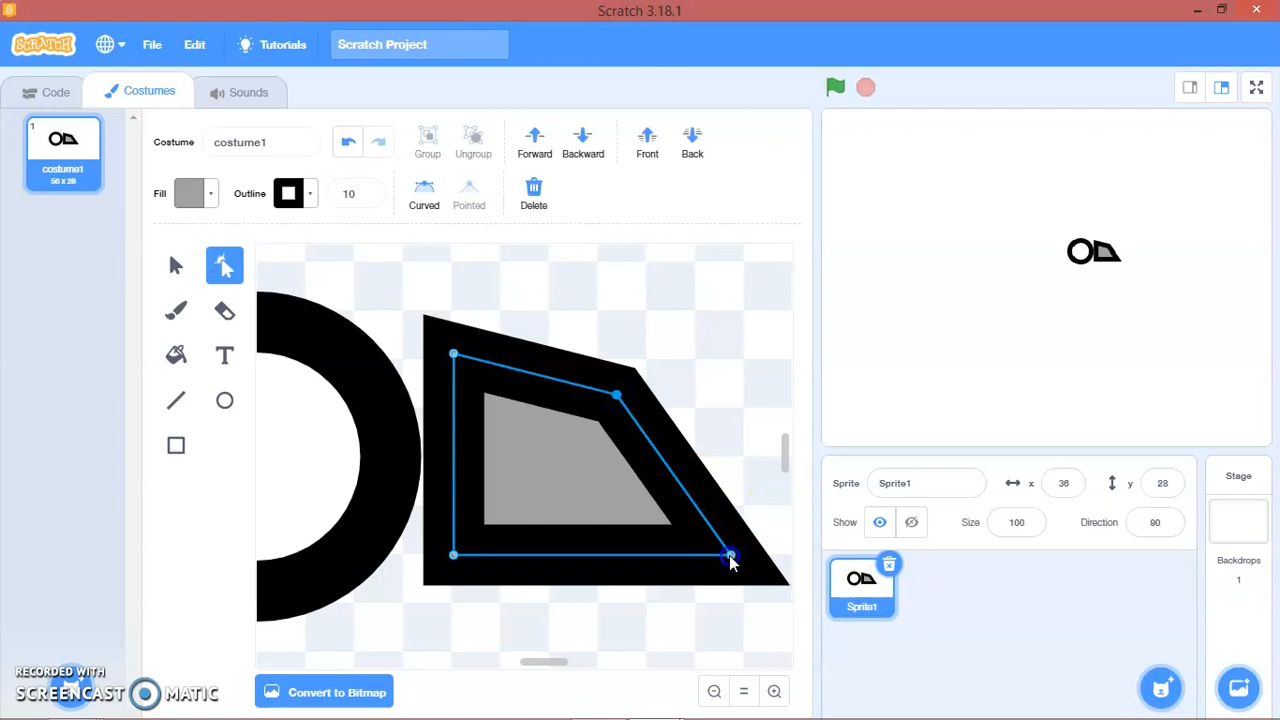 Scratch 3.18.1
SCRATCH File Edit Tutorials Scratch Project
Code Costumes Sounds
1
costume1
56 x 28
Costume costume1 Group Ungroup Forward Backward Front Back
Fill Outline 10 Curved Pointed Delete
T
Convert to Bitmap
Sprite Sprite1 x 36 y 28
Show Size 100 Direction 90
Sprite1
Stage
Backdrops
1
RECORDED WITH
SCREENCAST MATIC